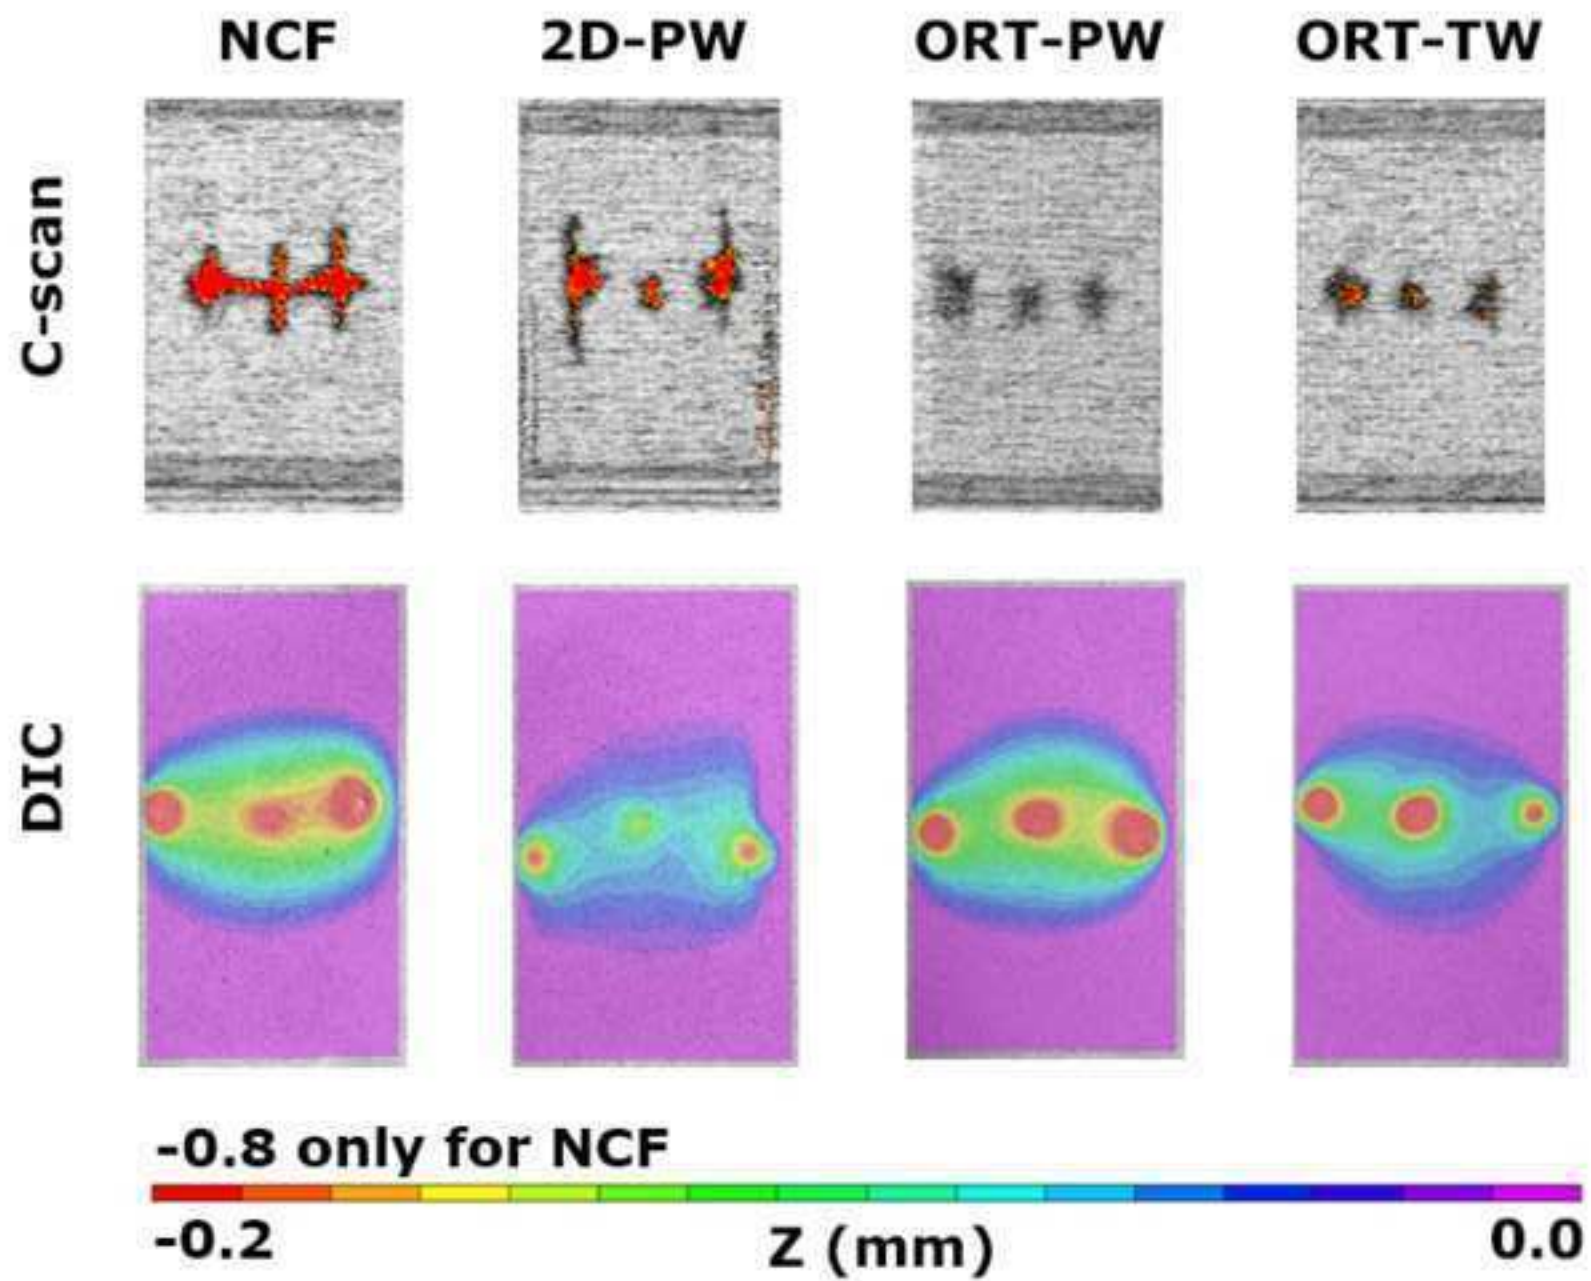 NCF 2D-PW ORT-PW ORT-TW
C-scan
DIC
-0.8 only for NCF
-0.2 Z (mm) 0.0